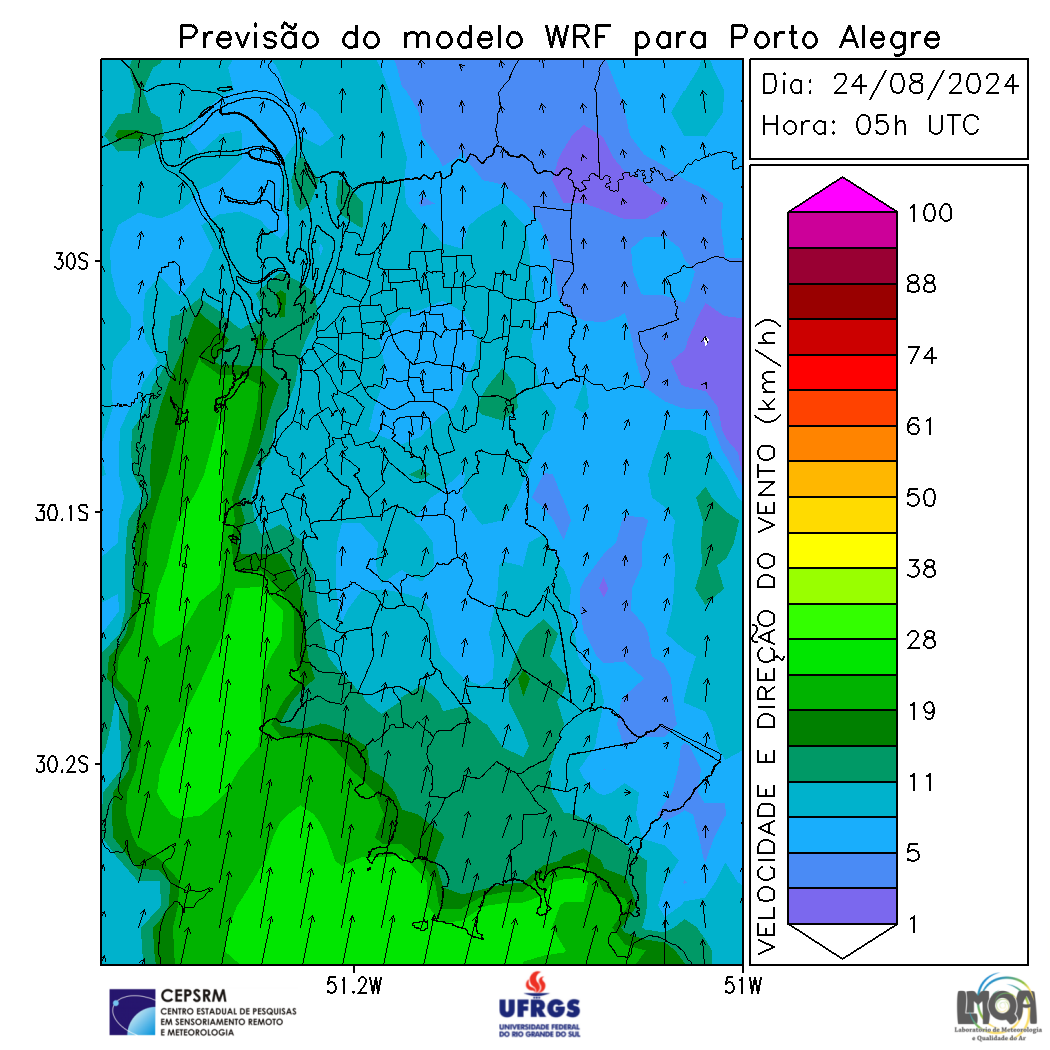 Previsão do modelo WRF para Porto Alegre
Dia: 24/08/2024
Hora: 05h UTC
30S
30.1S
30.2S
51.2W
51W
VELOCIDADE E DIREÇÃO DO VENTO (km/h)
100
88
74
61
50
38
28
19
11
5
1
CEPSRM
CENTRO ESTADUAL DE PESQUISAS
EM SENSORIAMENTO REMOTO
E METEOROLOGIA
UFRGS
UNIVERSIDADE FEDERAL
DO RIO GRANDE DO SUL
LMQA
Laboratório de Meteorologia
e Qualidade do Ar